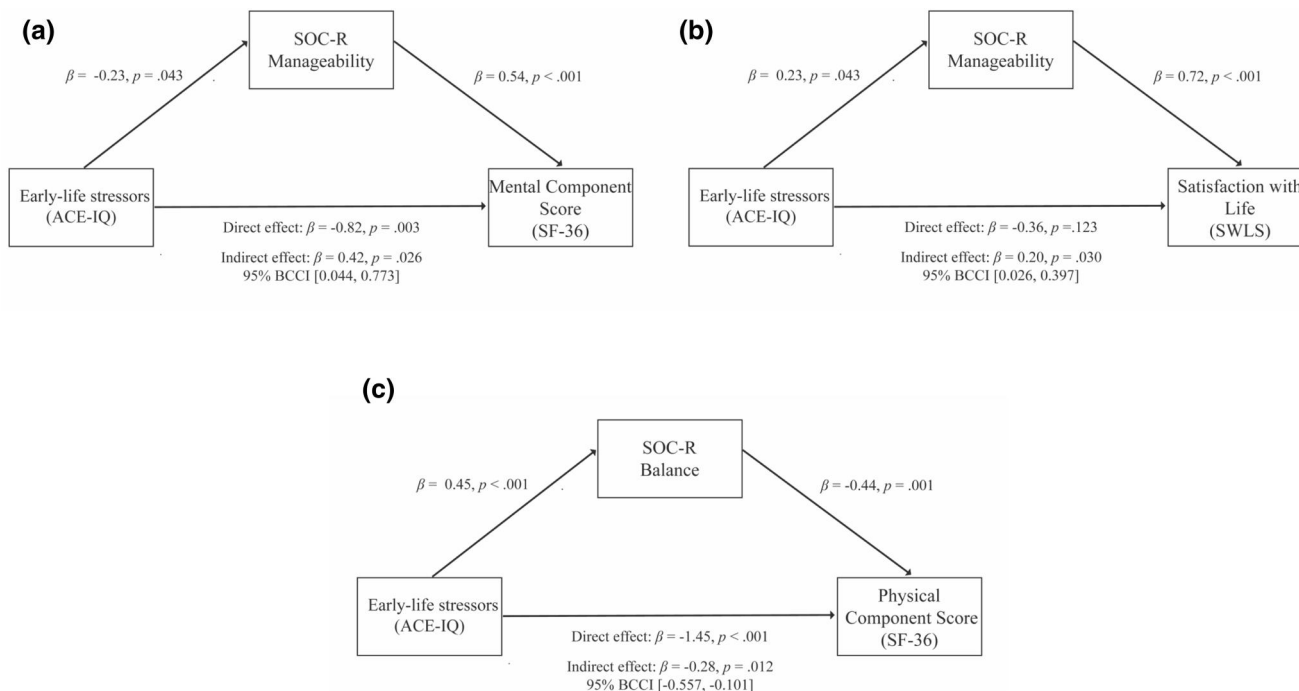 (a)
SOC-R
Manageability
β = -0.23, p = .043
β = 0.54, p < .001
Early-life stressors
(ACE-IQ)
Mental Component
Score
(SF-36)
Direct effect: β = -0.82, p = .003
Indirect effect: β = 0.42, p = .026
95% BCCI [0.044, 0.773]
(b)
SOC-R
Manageability
β = 0.23, p = .043
β = 0.72, p < .001
Early-life stressors
(ACE-IQ)
Satisfaction with
Life
(SWLS)
Direct effect: β = -0.36, p = .123
Indirect effect: β = 0.20, p = .030
95% BCCI [0.026, 0.397]
(c)
SOC-R
Balance
β = 0.45, p < .001
β = -0.44, p = .001
Early-life stressors
(ACE-IQ)
Physical
Component Score
(SF-36)
Direct effect: β = -1.45, p < .001
Indirect effect: β = -0.28, p = .012
95% BCCI [-0.557, -0.101]